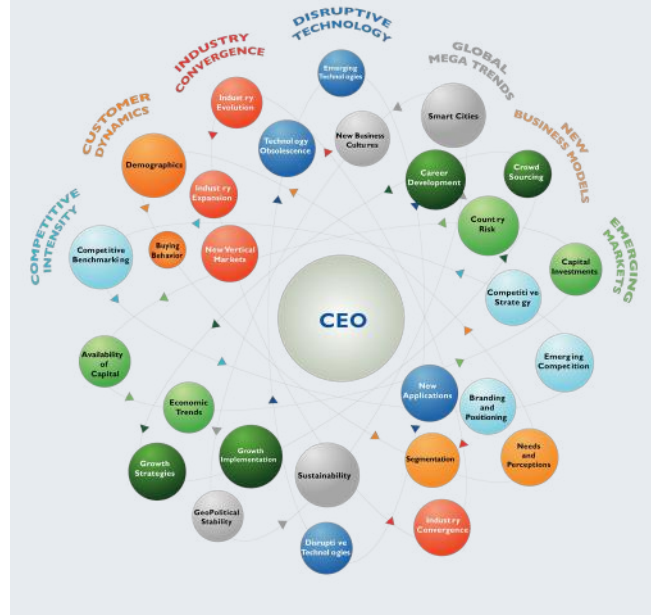 DISRUPTIVE
TECHNOLOGY
INDUSTRY
CONVERGENCE
GLOBAL
MEGA TRENDS
CUSTOMER
DYNAMICS
NEW
BUSINESS MODELS
COMPETITIVE
INTENSITY
EMERGING
MARKETS
Emerging
Technologies
Industry
Evolution
Smart Cities
Technology
Obsolescence
New Business
Cultures
Demographics
Career
Development
Crowd
Sourcing
Industry
Expansion
Country
Risk
Competitive
Benchmarking
Buying
Behavior
New Vertical
Markets
Capital
Investments
Competitive
Strategy
CEO
Availability
of
Capital
Emerging
Competition
New
Applications
Economic
Trends
Branding
and
Positioning
Growth
Strategies
Growth
Implementation
Sustainability
Segmentation
Needs
and
Perceptions
GeoPolitical
Stability
Industry
Convergence
Disruptive
Technologies